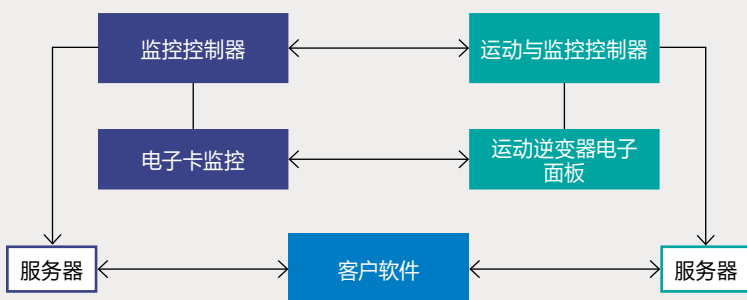 监控控制器
运动与监控控制器
电子卡监控
运动逆变器电子
面板
服务器
客户软件
服务器